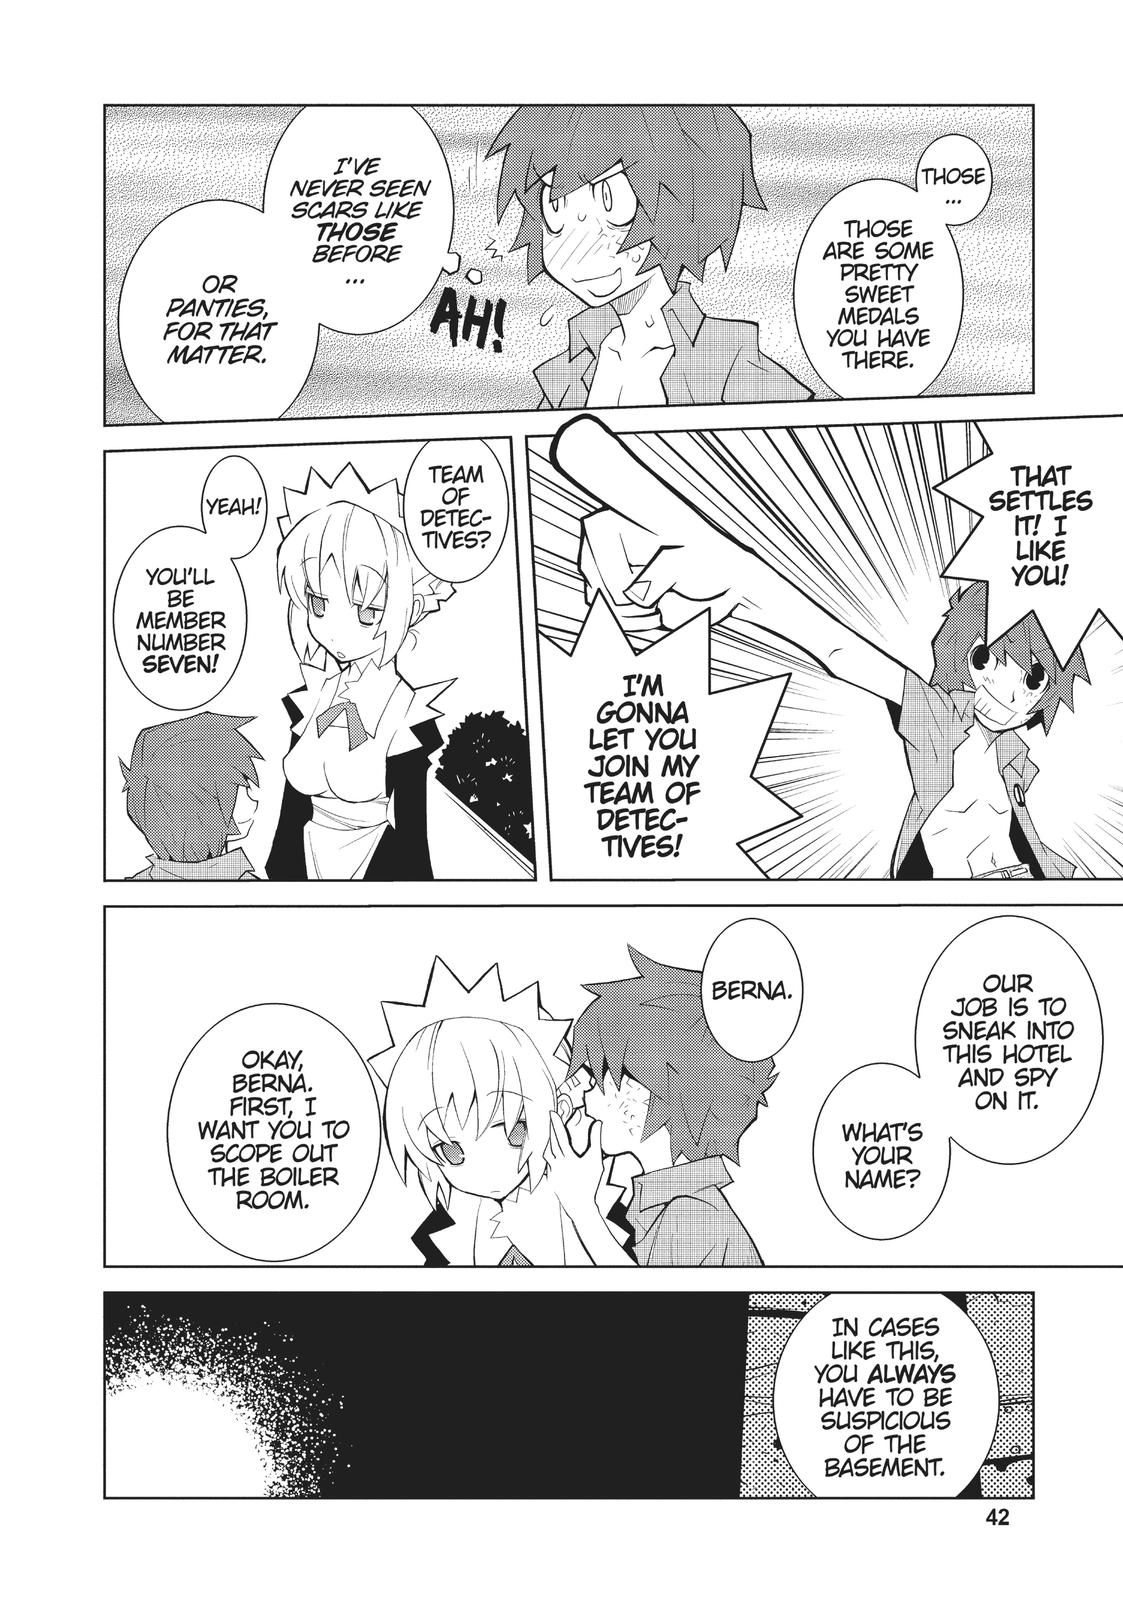 THOSE
...
THOSE
ARE SOME
PRETTY
SWEET
MEDALS
YOU HAVE
THERE.
AH!
I'VE
NEVER SEEN
SCARS LIKE
THOSE
BEFORE
...
OR
PANTIES,
FOR THAT
MATTER.
THAT
SETTLES
IT! I
LIKE
YOU!
I'M
GONNA
LET YOU
JOIN MY
TEAM OF
DETEC-
TIVES!
TEAM
OF
DETEC-
TIVES?
YEAH!
YOU'LL
BE
MEMBER
NUMBER
SEVEN!
OUR
JOB IS TO
SNEAK INTO
THIS HOTEL
AND SPY
ON IT.
WHAT'S
YOUR
NAME?
BERNA.
OKAY,
BERNA.
FIRST, I
WANT YOU TO
SCOPE OUT
THE BOILER
ROOM.
IN CASES
LIKE THIS,
YOU ALWAYS
HAVE TO BE
SUSPICIOUS
OF THE
BASEMENT.
42